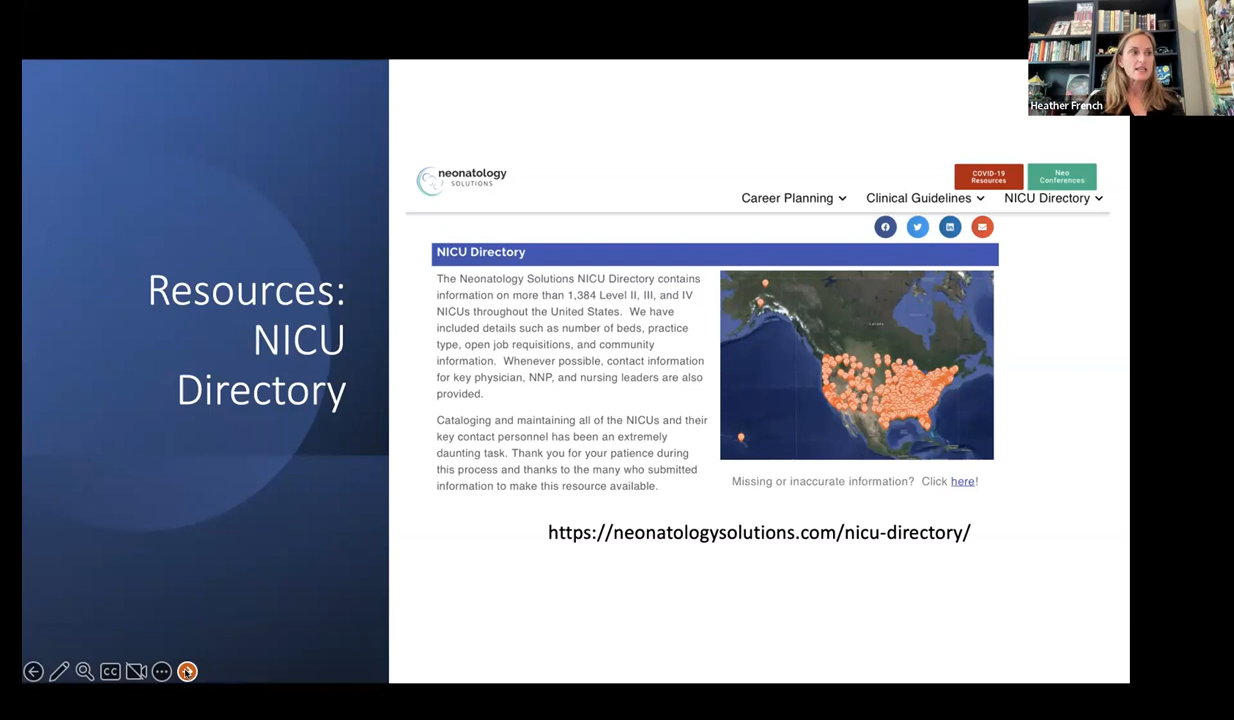 Heather French
Resources:
NICU
Directory
neonatology
SOLUTIONS
COVID-19
Resources
Neo
Conferences
Career Planning
Clinical Guidelines
NICU Directory
NICU Directory
The Neonatology Solutions NICU Directory contains
information on more than 1,384 Level II, III, and IV
NICUs throughout the United States. We have
included details such as number of beds, practice
type, open job requisitions, and community
information. Whenever possible, contact information
for key physician, NNP, and nursing leaders are also
provided.
Cataloging and maintaining all of the NICUs and their
key contact personnel has been an extremely
daunting task. Thank you for your patience during
this process and thanks to the many who submitted
information to make this resource available.
Canada
Missing or inaccurate information? Click here!
https://neonatologysolutions.com/nicu-directory/
CC